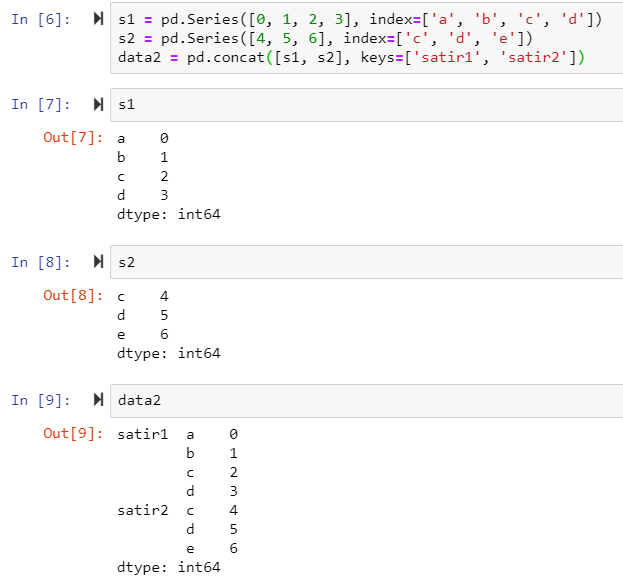 In [6]: s1 = pd.Series([0, 1, 2, 3], index=['a', 'b', 'c', 'd'])
s2 = pd.Series([4, 5, 6], index=['c', 'd', 'e'])
data2 = pd.concat([s1, s2], keys=['satir1', 'satir2'])
In [7]: s1
Out[7]: a 0
b 1
c 2
d 3
dtype: int64
In [8]: s2
Out[8]: c 4
d 5
e 6
dtype: int64
In [9]: data2
Out[9]: satir1 a 0
b 1
c 2
d 3
satir2 c 4
d 5
e 6
dtype: int64